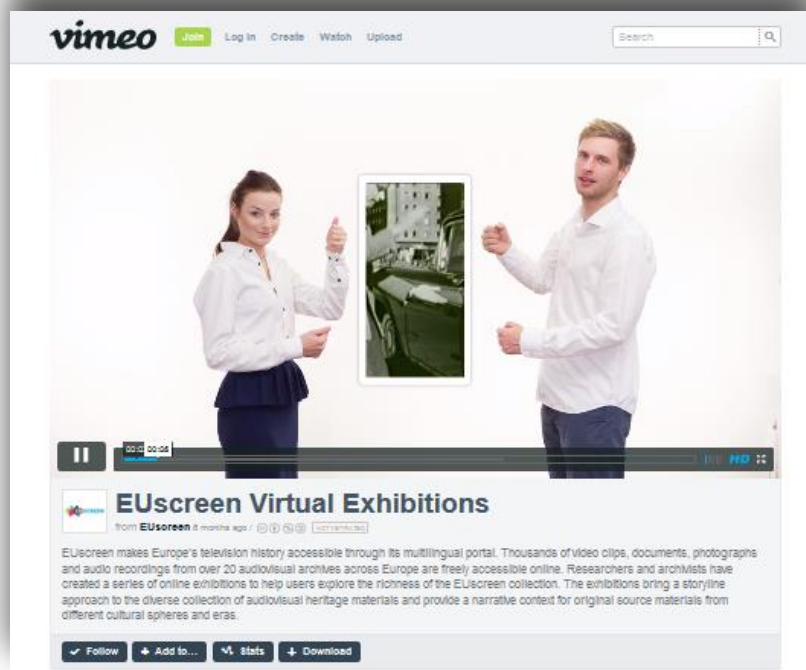 vimeo Join Log In Create Watch Upload Search
00:05
HD
EUscreen Virtual Exhibitions
from EUscreen 8 months ago /
EUscreen makes Europe's television history accessible through its multilingual portal. Thousands of video clips, documents, photographs
and audio recordings from over 20 audiovisual archives across Europe are freely accessible online. Researchers and archivists have
created a series of online exhibitions to help users explore the richness of the EUscreen collection. The exhibitions bring a storyline
approach to the diverse collection of audiovisual heritage materials and provide a narrative context for original source materials from
different cultural spheres and eras.
Follow Add to... Stats Download